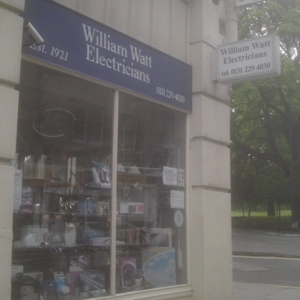 William Watt
Electricians
Est. 1921
0131 229 4030
William Watt
Electricians
tel. 0131 229 4030